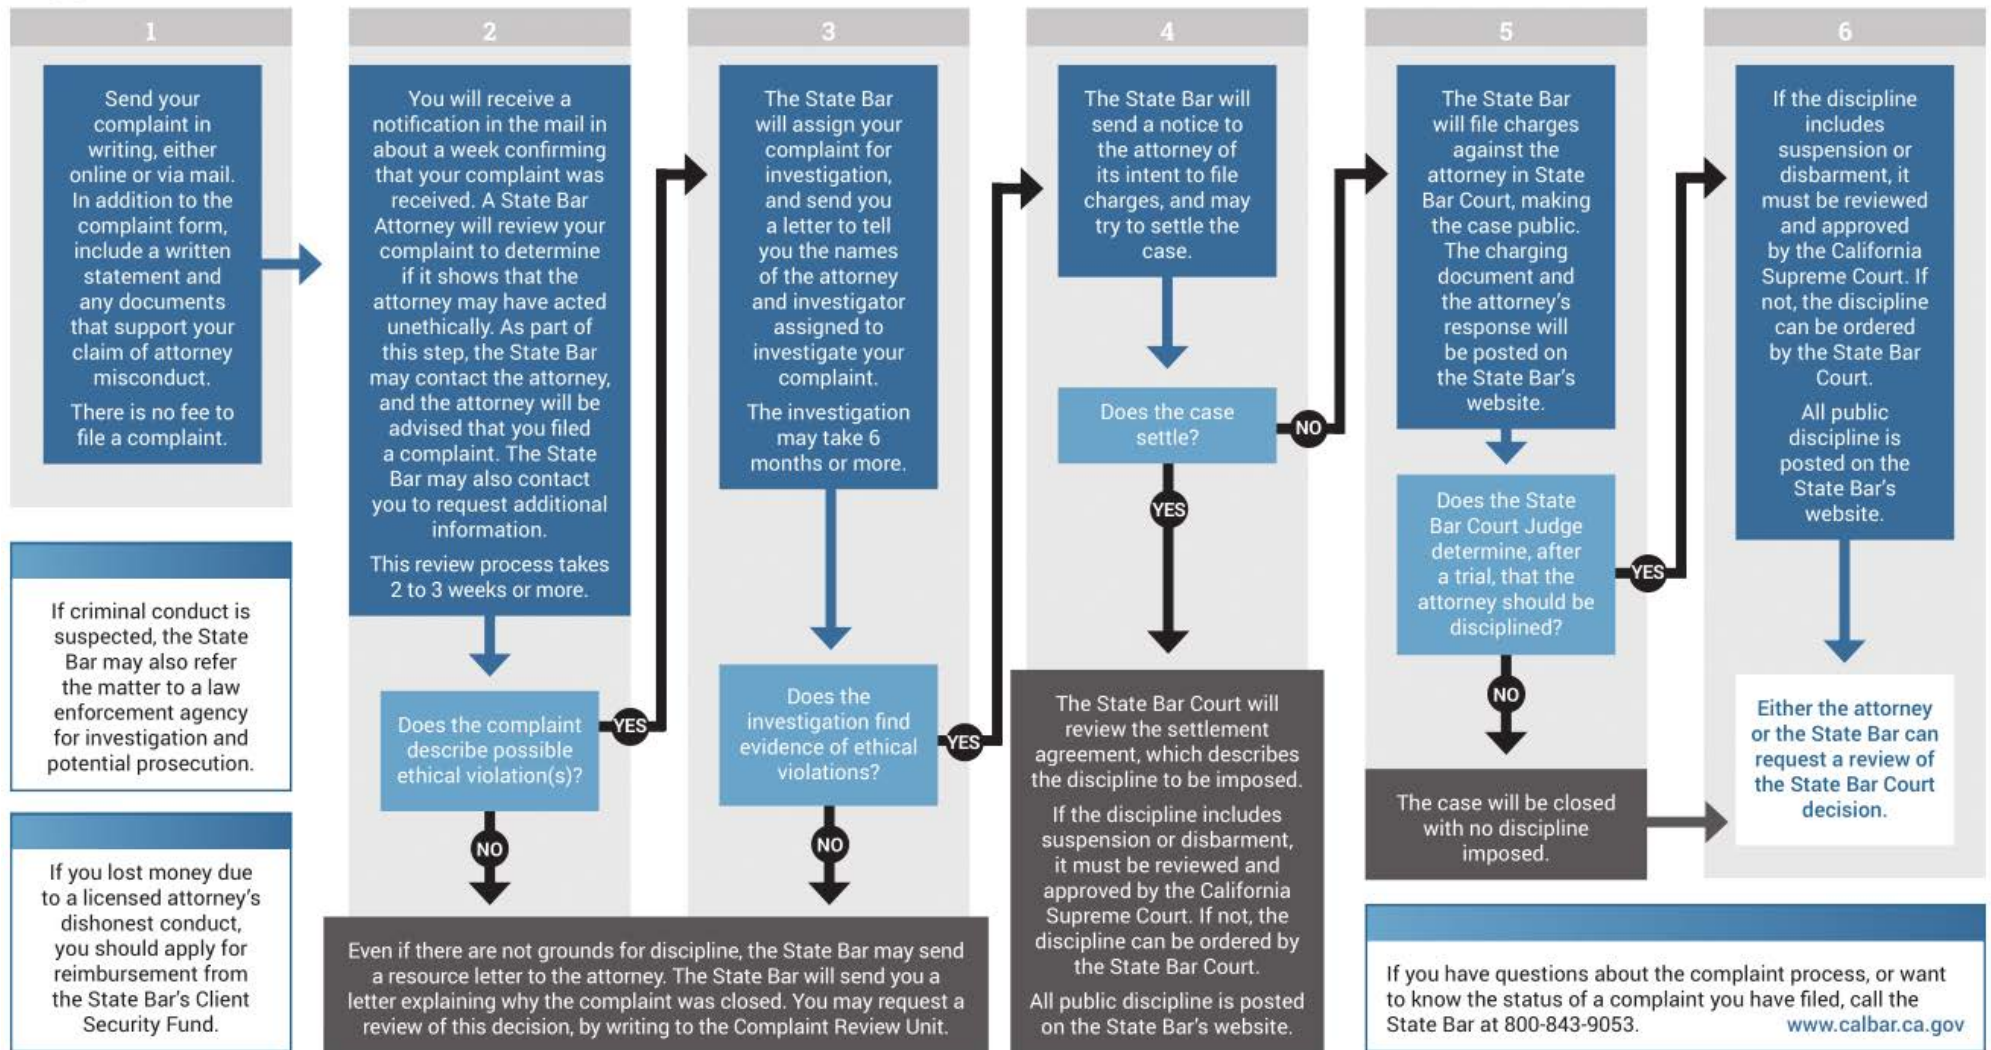 1
Send your
complaint in
writing, either
online or via mail.
In addition to the
complaint form,
include a written
statement and
any documents
that support your
claim of attorney
misconduct.
There is no fee to
file a complaint.
If criminal conduct is
suspected, the State
Bar may also refer
the matter to a law
enforcement agency
for investigation and
potential prosecution.
If you lost money due
to a licensed attorney's
dishonest conduct,
you should apply for
reimbursement from
the State Bar's Client
Security Fund.
2
You will receive a
notification in the mail in
about a week confirming
that your complaint was
received. A State Bar
Attorney will review your
complaint to determine
if it shows that the
attorney may have acted
unethically. As part of
this step, the State Bar
may contact the attorney,
and the attorney will be
advised that you filed
a complaint. The State
Bar may also contact
you to request additional
information.
This review process takes
2 to 3 weeks or more.
Does the complaint
describe possible
ethical violation(s)?
YES
NO
3
The State Bar
will assign your
complaint for
investigation,
and send you
a letter to tell
you the names
of the attorney
and investigator
assigned to
investigate your
complaint.
The investigation
may take 6
months or more.
Does the
investigation find
evidence of ethical
violations?
YES
NO
Even if there are not grounds for discipline, the State Bar may send
a resource letter to the attorney. The State Bar will send you a
letter explaining why the complaint was closed. You may request a
review of this decision, by writing to the Complaint Review Unit.
4
The State Bar will
send a notice to
the attorney of
its intent to file
charges, and may
try to settle the
case.
Does the case
settle?
NO
YES
The State Bar Court will
review the settlement
agreement, which describes
the discipline to be imposed.
If the discipline includes
suspension or disbarment,
it must be reviewed and
approved by the California
Supreme Court. If not, the
discipline can be ordered by
the State Bar Court.
All public discipline is posted
on the State Bar's website.
5
The State Bar
will file charges
against the
attorney in State
Bar Court, making
the case public.
The charging
document and
the attorney's
response will
be posted on
the State Bar's
website.
Does the State
Bar Court Judge
determine, after
a trial, that the
attorney should be
disciplined?
YES
NO
The case will be closed
with no discipline
imposed.
6
If the discipline
includes
suspension or
disbarment, it
must be reviewed
and approved
by the California
Supreme Court. If
not, the discipline
can be ordered
by the State Bar
Court.
All public
discipline is
posted on the
State Bar's
website.
Either the attorney
or the State Bar can
request a review of
the State Bar Court
decision.
If you have questions about the complaint process, or want
to know the status of a complaint you have filed, call the
State Bar at 800-843-9053. www.calbar.ca.gov